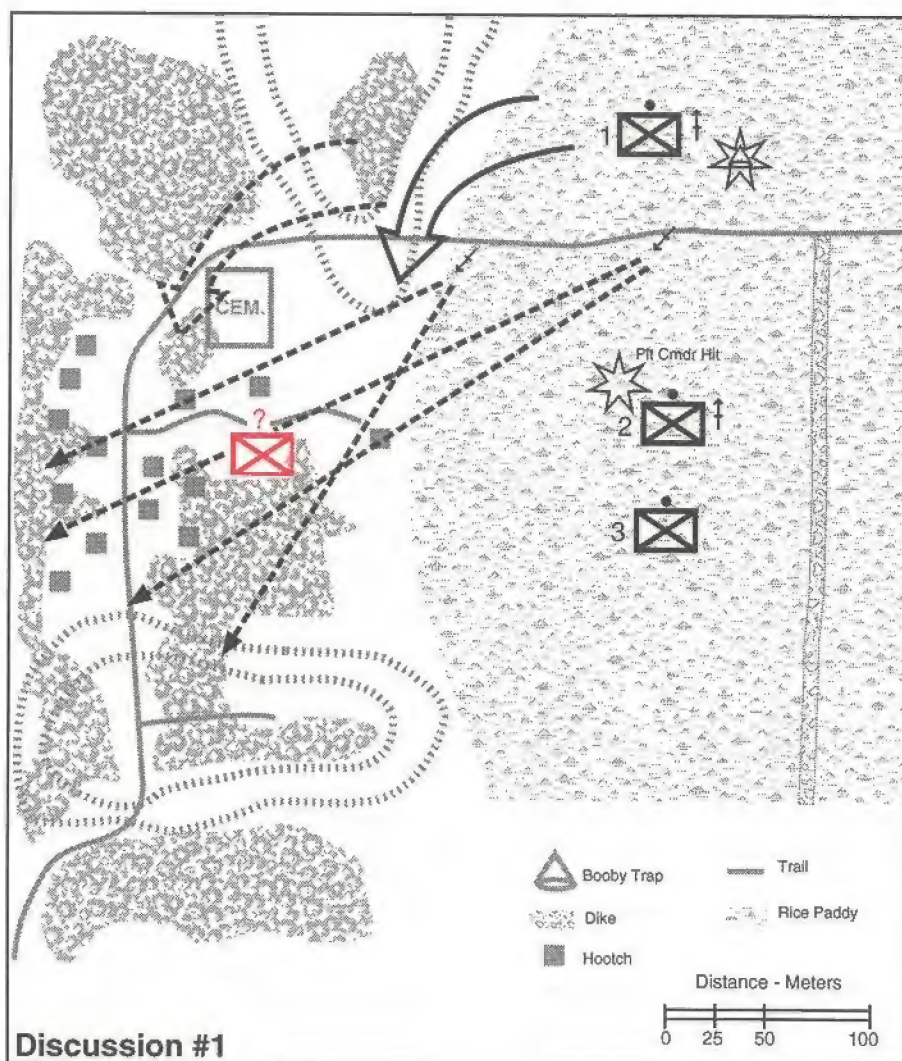 1
CEM.
Plt Cmdr Hit
?
2
3
Booby Trap
Trail
Dike
Rice Paddy
Hootch
Distance - Meters
0 25 50 100
Discussion #1